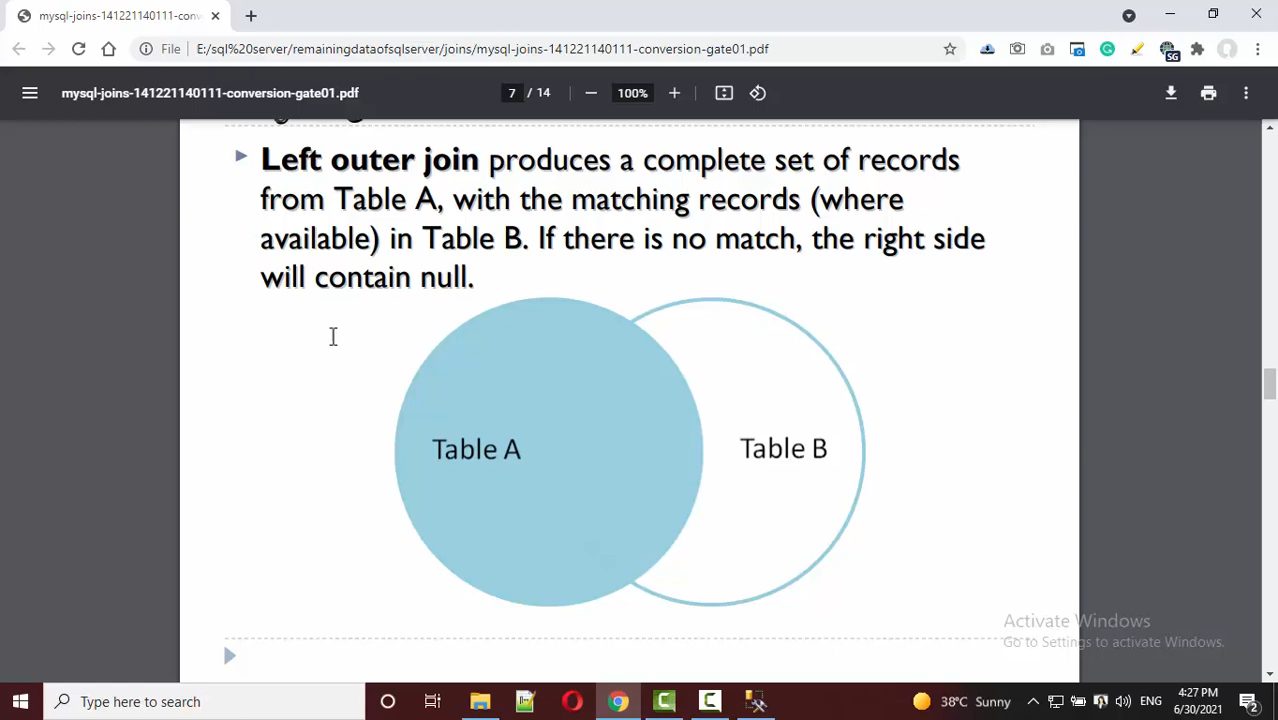 mysql-joins-141221140111-conv
File
E:/sql%20server/remainingdataofsqlserver/joins/mysql-joins-141221140111-conversion-gate01.pdf
SG
mysql-joins-141221140111-conversion-gate01.pdf
7 / 14
100%
Left outer join produces a complete set of records
from Table A, with the matching records (where
available) in Table B. If there is no match, the right side
will contain null.
Table A
Table B
Activate Windows
Go to Settings to activate Windows.
Type here to search
38°C Sunny
ENG
4:27 PM
6/30/2021
2